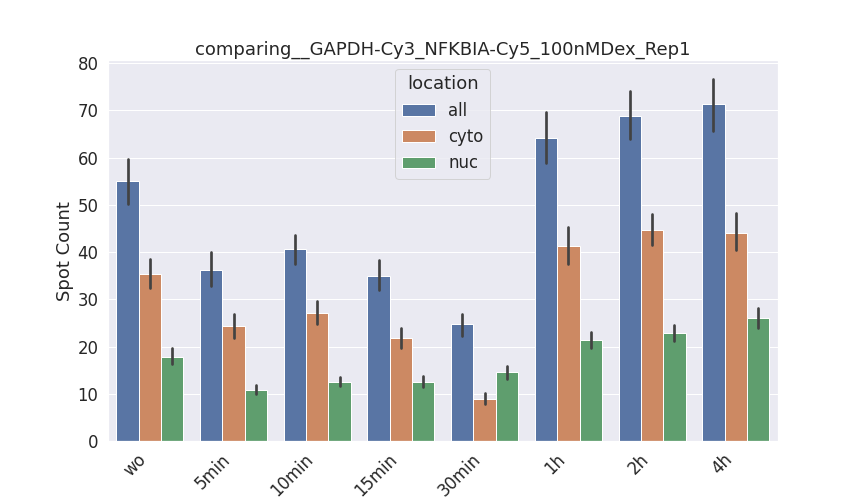 comparing__GAPDH-Cy3_NFKBIA-Cy5_100nMDex_Rep1
location
all
cyto
nuc
Spot Count
80
70
60
50
40
30
20
10
0
wo
5min
10min
15min
30min
1h
2h
4h